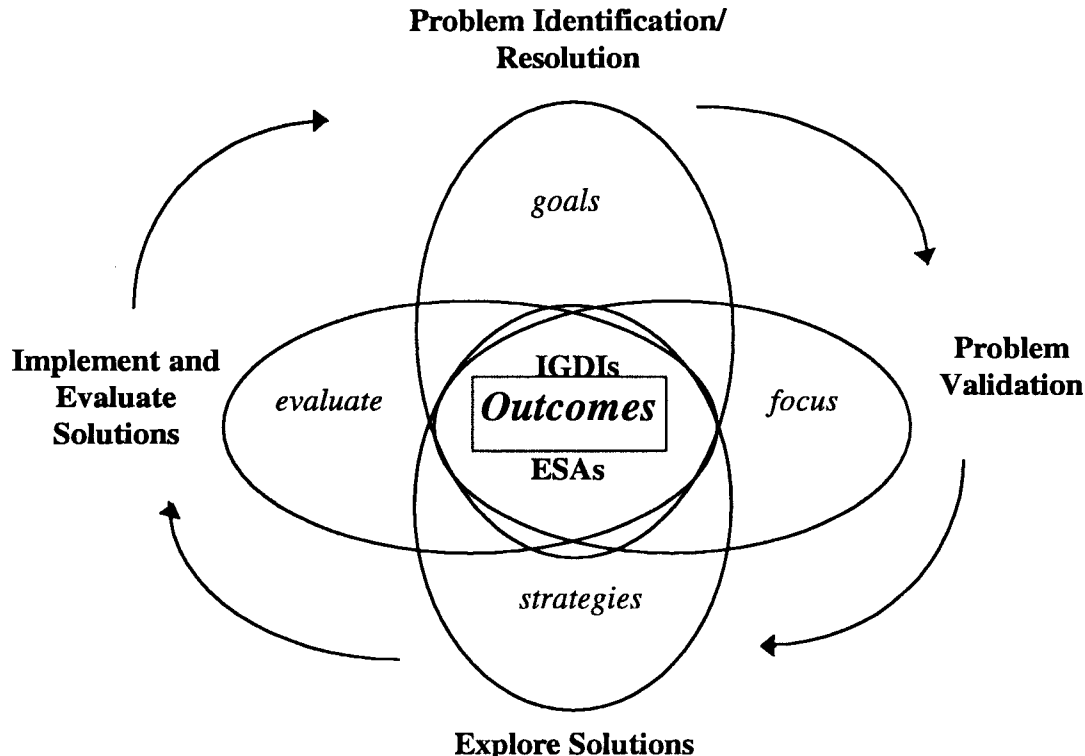 Problem Identification/
Resolution
goals
Implement and
Evaluate
Solutions
evaluate
IGDIs
Outcomes
ESAs
focus
Problem
Validation
strategies
Explore Solutions